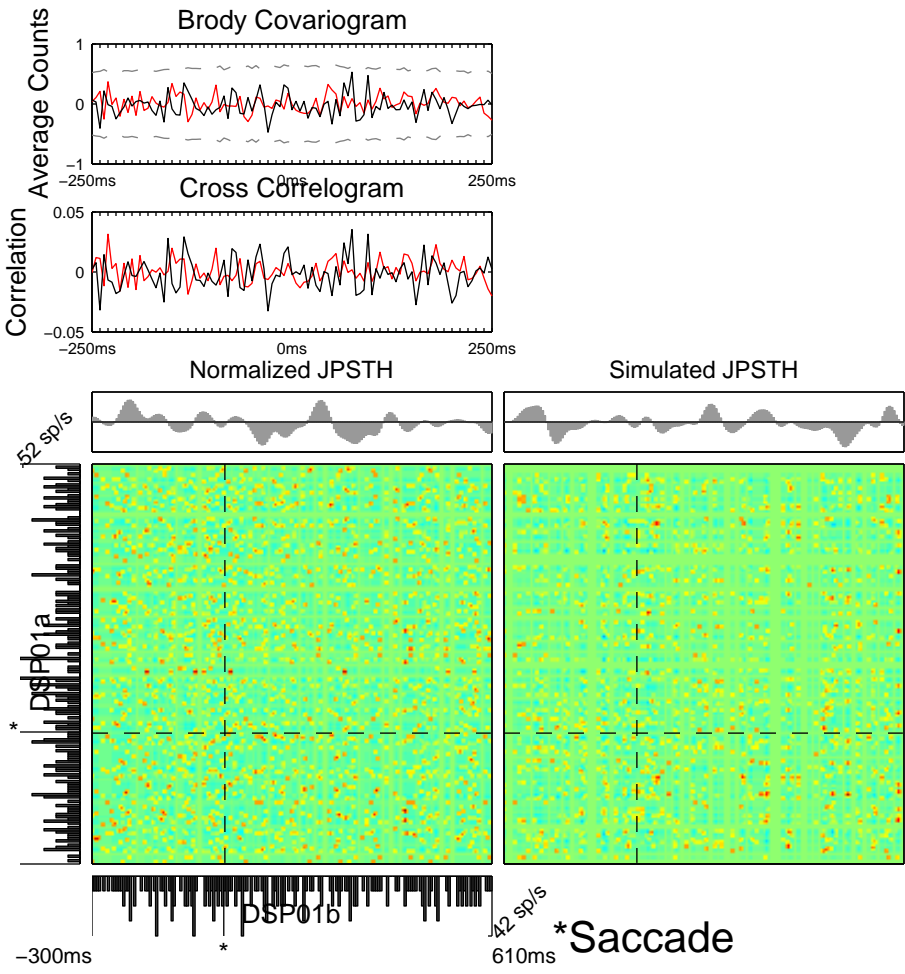 Brody Covariogram
Average Counts
1
0
−1
−250ms
0ms
250ms
Cross Correlogram
Correlation
0.05
0
−0.05
−250ms
0ms
250ms
Normalized JPSTH
Simulated JPSTH
52 sp/s
DSP01a
*
DSP01b
*
42 sp/s
−300ms
610ms
*Saccade